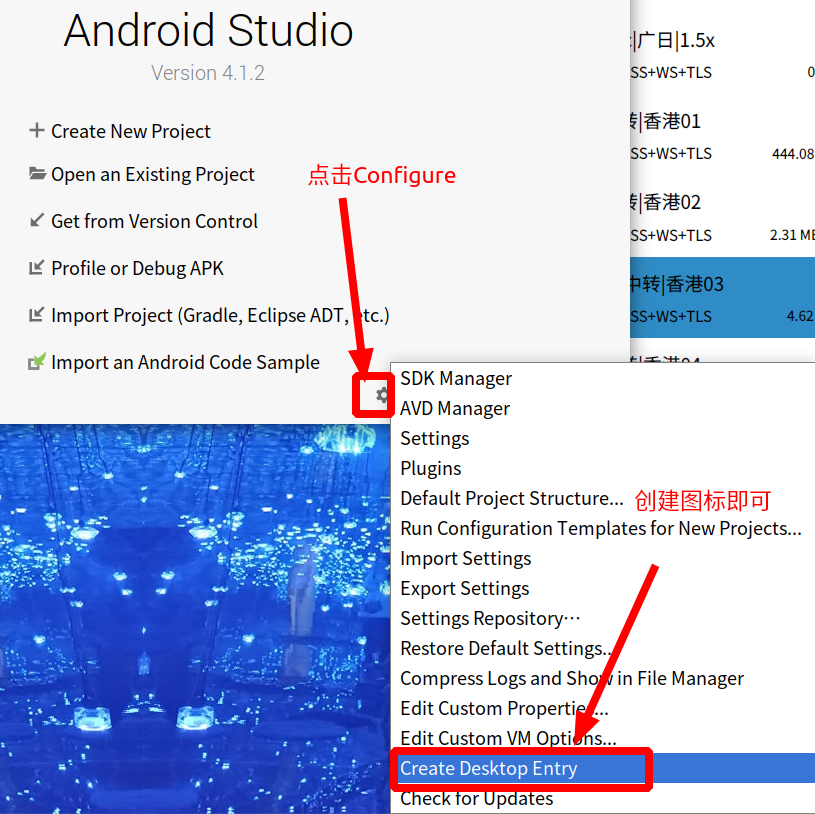 Android Studio
Version 4.1.2
Create New Project
Open an Existing Project
Get from Version Control
Profile or Debug APK
Import Project (Gradle, Eclipse ADT, etc.)
Import an Android Code Sample
点击Configure
|广日|1.5x
SS+WS+TLS
0
转|香港01
SS+WS+TLS
444.08
转|香港02
SS+WS+TLS
2.31 ME
中转|香港03
SS+WS+TLS
4.62
SDK Manager
AVD Manager
Settings
Plugins
Default Project Structure...
创建图标即可
Run Configuration Templates for New Projects...
Import Settings
Export Settings
Settings Repository…
Restore Default Settings...
Compress Logs and Show in File Manager
Edit Custom Properties...
Edit Custom VM Options...
Create Desktop Entry
Check for Updates